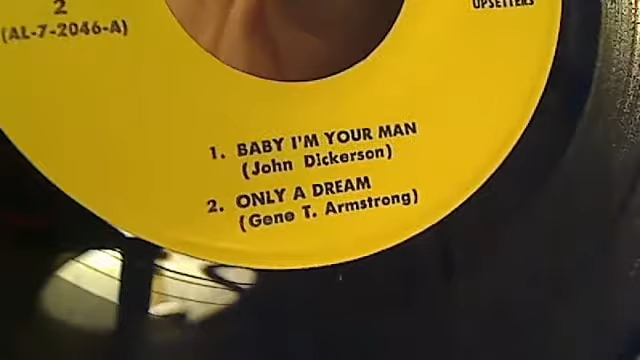 2
(AL-7-2046-A)
UPSETTERS
1. BABY I'M YOUR MAN
(John Dickerson)
2. ONLY A DREAM
(Gene T. Armstrong)